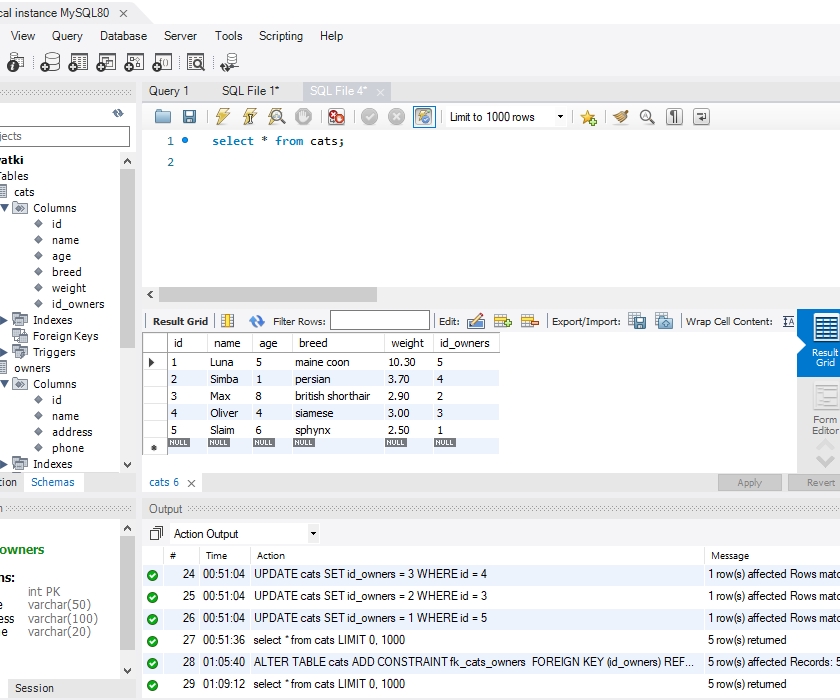 cal instance MySQL80 ×
View Query Database Server Tools Scripting Help
Query 1 SQL File 1* SQL File 4* ×
Limit to 1000 rows
jects
1 select * from cats;
2
atki
ables
cats
Columns
id
name
age
breed
weight
id_owners
Indexes
Foreign Keys
Triggers
owners
Columns
id
name
address
phone
Indexes
tion Schemas
Result Grid Filter Rows: Edit: Export/Import: Wrap Cell Content:
id name age breed weight id_owners
1 Luna 5 maine coon 10.30 5
2 Simba 1 persian 3.70 4
3 Max 8 british shorthair 2.90 2
4 Oliver 4 siamese 3.00 3
5 Slaim 6 sphynx 2.50 1
NULL NULL NULL NULL NULL NULL
Result
Grid
Form
Editor
cats 6 × Apply Revert
Output
Action Output
# Time Action Message
24 00:51:04 UPDATE cats SET id_owners = 3 WHERE id = 4 1 row(s) affected Rows matc
25 00:51:04 UPDATE cats SET id_owners = 2 WHERE id = 3 1 row(s) affected Rows matc
26 00:51:04 UPDATE cats SET id_owners = 1 WHERE id = 5 1 row(s) affected Rows matc
27 00:51:36 select * from cats LIMIT 0, 1000 5 row(s) returned
28 01:05:40 ALTER TABLE cats ADD CONSTRAINT fk_cats_owners FOREIGN KEY (id_owners) REF... 5 row(s) affected Records: 5
29 01:09:12 select * from cats LIMIT 0, 1000 5 row(s) returned
owners
ns:
int PK
e varchar(50)
ess varchar(100)
e varchar(20)
Session